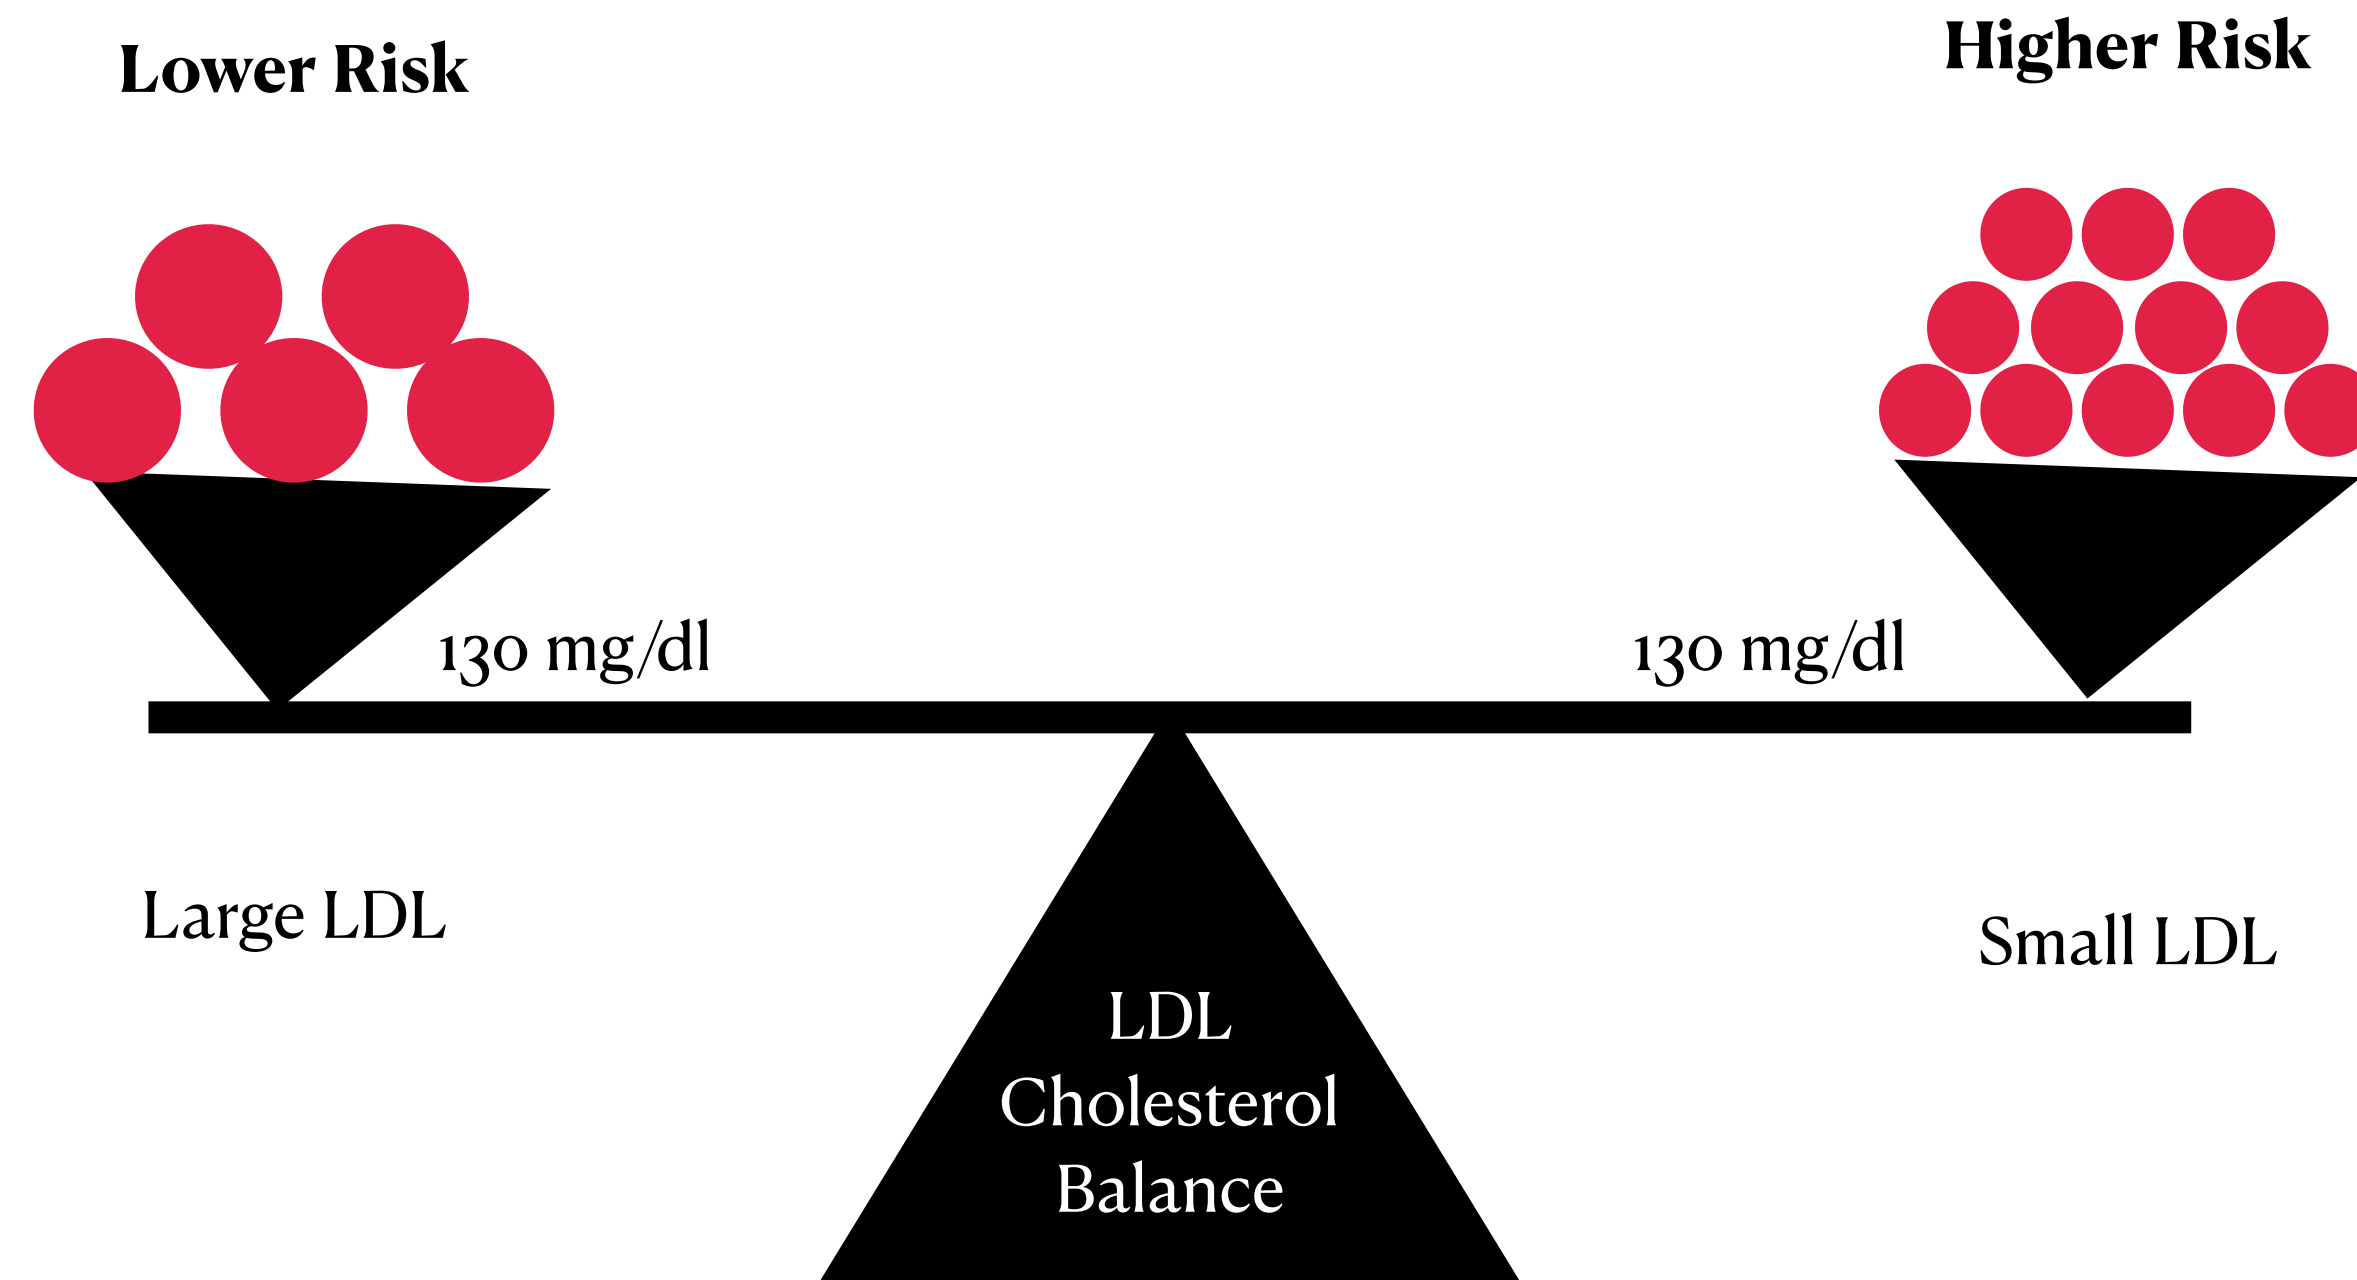 Lower Risk
Higher Risk
130 mg/dl
130 mg/dl
Large LDL
Small LDL
LDL
Cholesterol
Balance